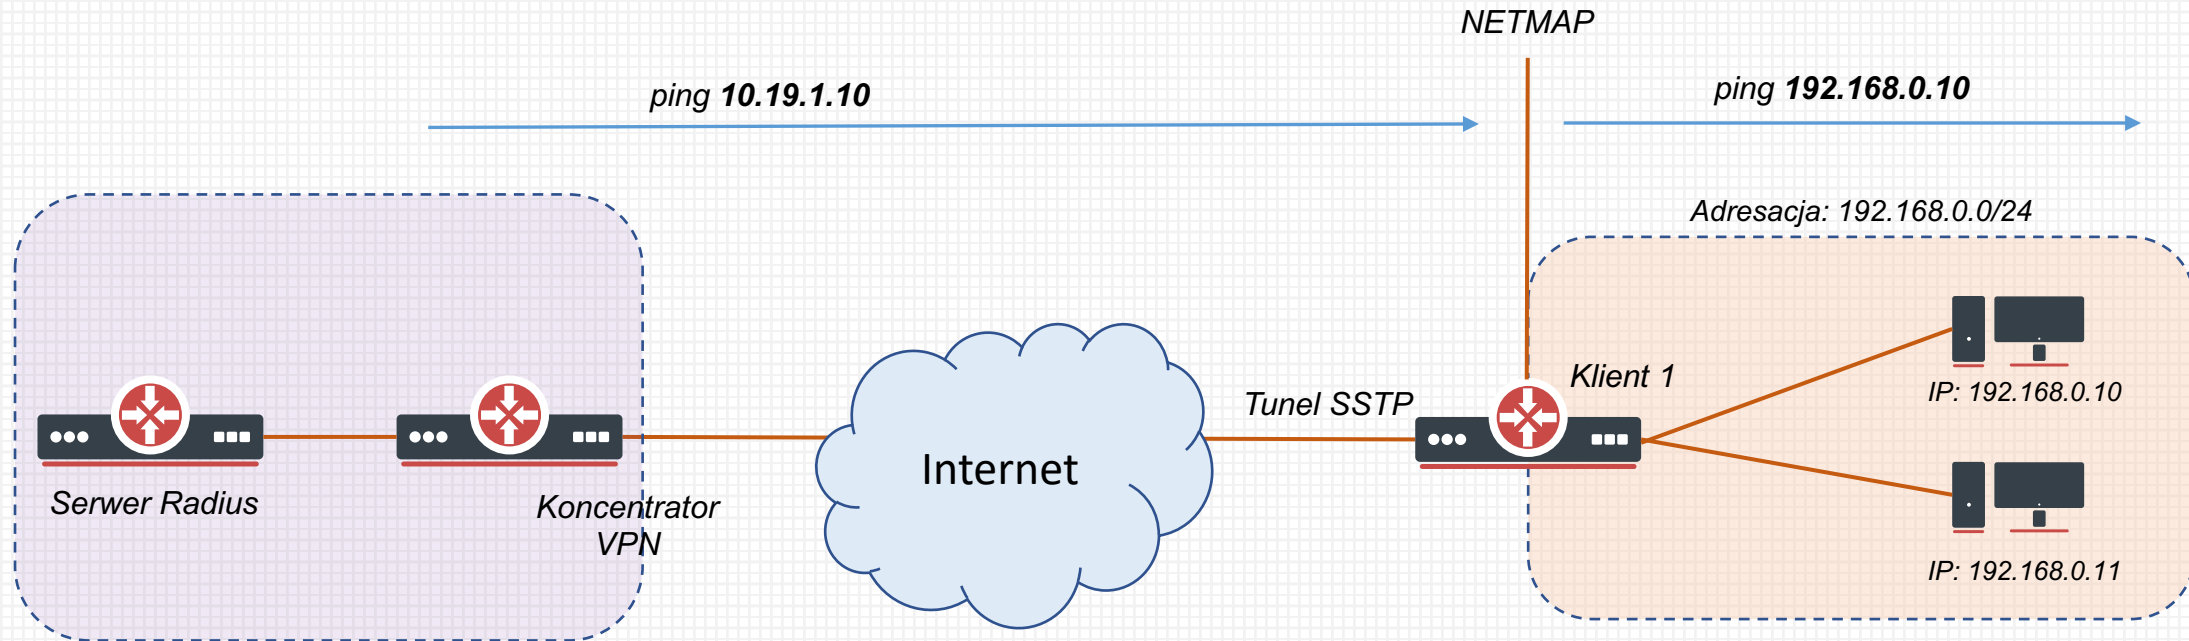 NETMAP
ping 10.19.1.10
ping 192.168.0.10
Adresacja: 192.168.0.0/24
Serwer Radius
Koncentrator
VPN
Internet
Tunel SSTP
Klient 1
IP: 192.168.0.10
IP: 192.168.0.11